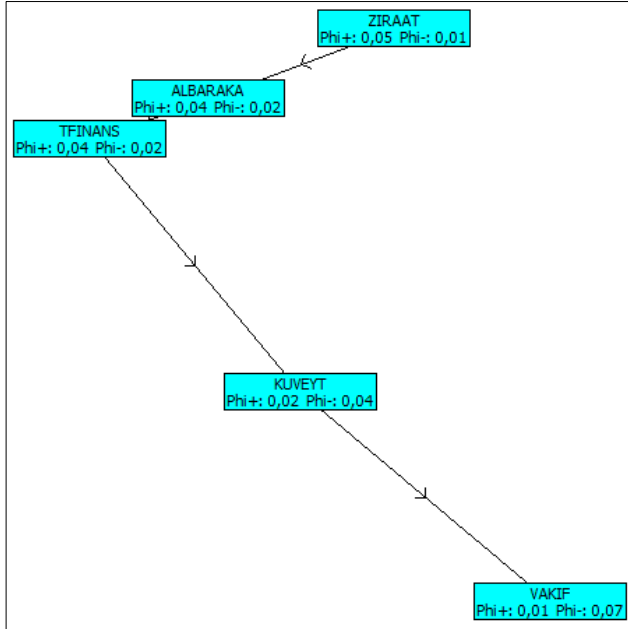 ZIRAAT
Phi+: 0,05 Phi-: 0,01
ALBARAKA
Phi+: 0,04 Phi-: 0,02
TFINANS
Phi+: 0,04 Phi-: 0,02
KUVEYT
Phi+: 0,02 Phi-: 0,04
VAKIF
Phi+: 0,01 Phi-: 0,07